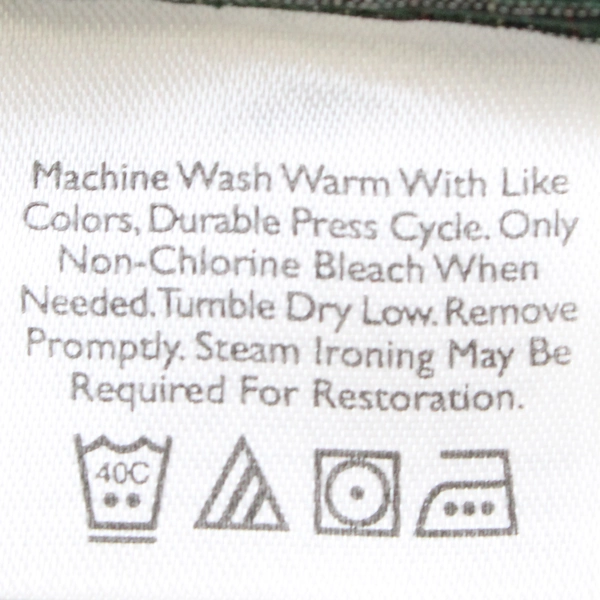 Machine Wash Warm With Like
Colors, Durable Press Cycle. Only
Non-Chlorine Bleach When
Needed. Tumble Dry Low. Remove
Promptly. Steam Ironing May Be
Required For Restoration.
40C